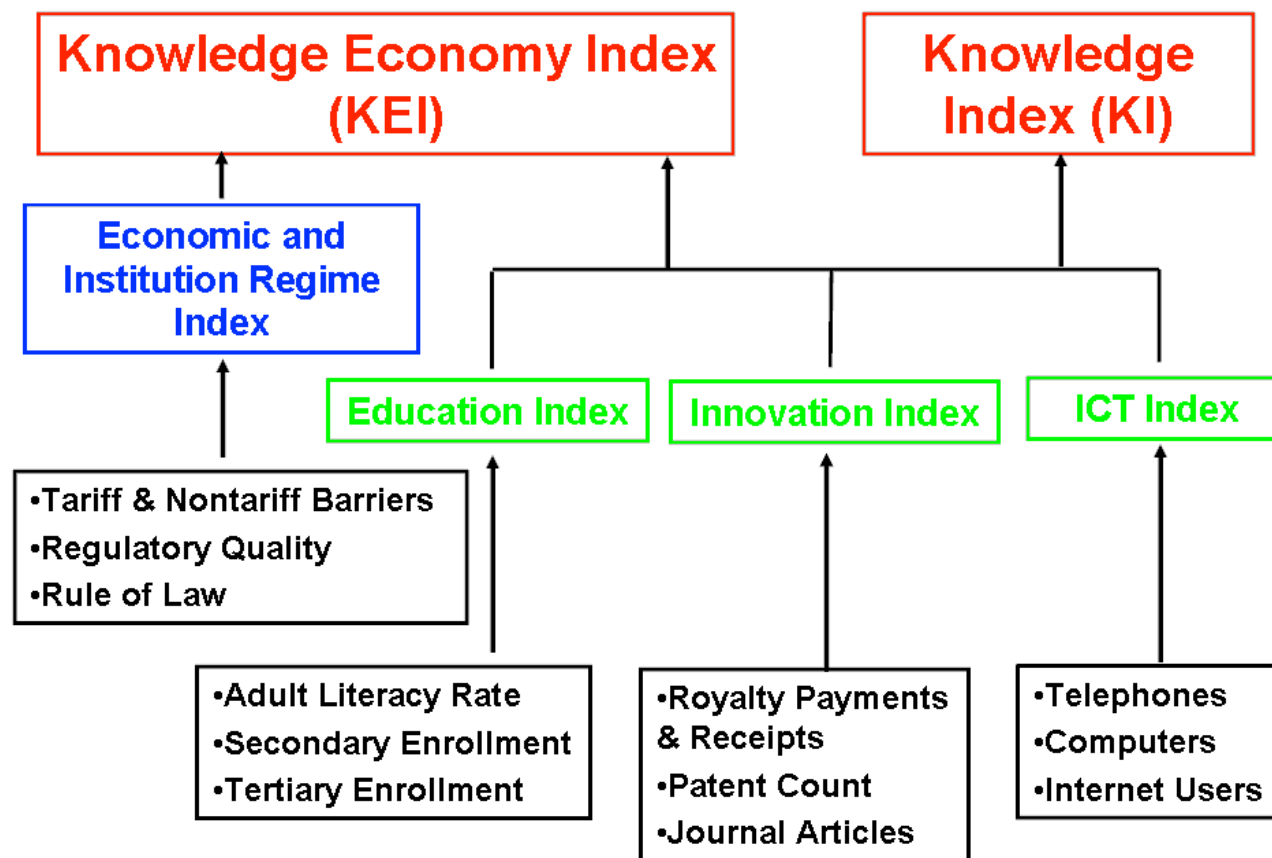 Knowledge Economy Index
(KEI)
Knowledge
Index (KI)
Economic and
Institution Regime
Index
Education Index
Innovation Index
ICT Index
•Tariff & Nontariff Barriers
•Regulatory Quality
•Rule of Law
•Adult Literacy Rate
•Secondary Enrollment
•Tertiary Enrollment
•Royalty Payments
& Receipts
•Patent Count
•Journal Articles
•Telephones
•Computers
•Internet Users